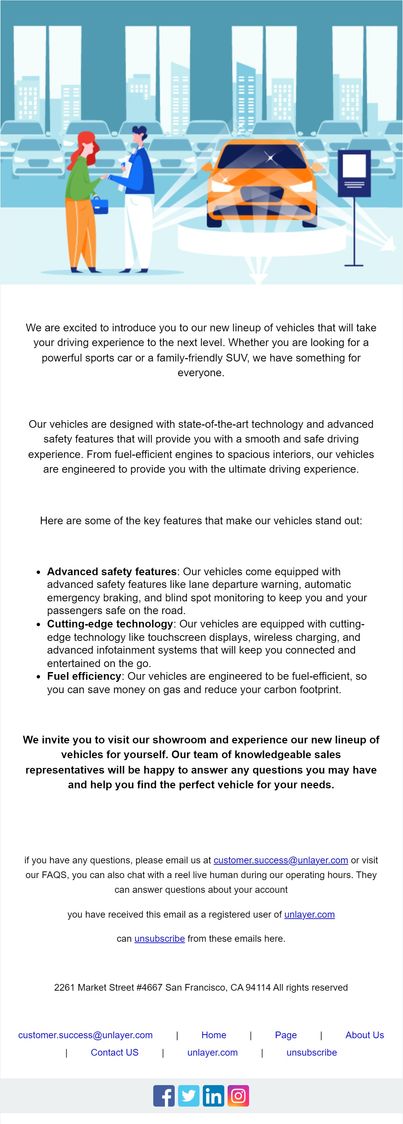 We are excited to introduce you to our new lineup of vehicles that will take
your driving experience to the next level. Whether you are looking for a
powerful sports car or a family-friendly SUV, we have something for
everyone.
Our vehicles are designed with state-of-the-art technology and advanced
safety features that will provide you with a smooth and safe driving
experience. From fuel-efficient engines to spacious interiors, our vehicles
are engineered to provide you with the ultimate driving experience.
Here are some of the key features that make our vehicles stand out:
• Advanced safety features: Our vehicles come equipped with
advanced safety features like lane departure warning, automatic
emergency braking, and blind spot monitoring to keep you and your
passengers safe on the road.
• Cutting-edge technology: Our vehicles are equipped with cutting-
edge technology like touchscreen displays, wireless charging, and
advanced infotainment systems that will keep you connected and
entertained on the go.
• Fuel efficiency: Our vehicles are engineered to be fuel-efficient, so
you can save money on gas and reduce your carbon footprint.
We invite you to visit our showroom and experience our new lineup of
vehicles for yourself. Our team of knowledgeable sales
representatives will be happy to answer any questions you may have
and help you find the perfect vehicle for your needs.
if you have any questions, please email us at customer.success@unlayer.com or visit
our FAQS, you can also chat with a reel live human during our operating hours. They
can answer questions about your account
you have received this email as a registered user of unlayer.com
can unsubscribe from these emails here.
2261 Market Street #4667 San Francisco, CA 94114 All rights reserved
customer.success@unlayer.com | Home | Page | About Us
| Contact US | unlayer.com | unsubscribe